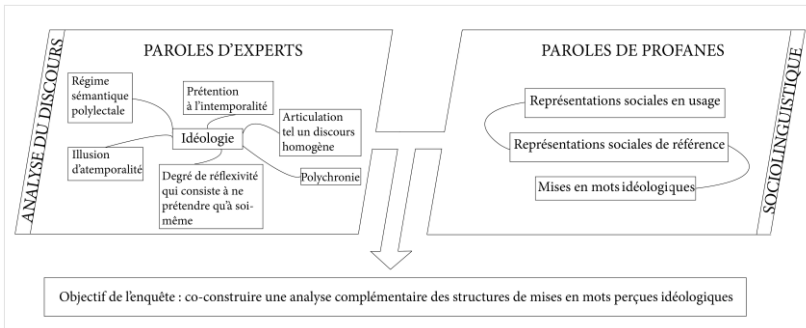 ANALYSE DU DISCOURS
PAROLES D'EXPERTS
Régime
sémantique
polylectale
Prétention
à l'intemporalité
Articulation
tel un discours
homogène
Idéologie
Illusion
d'atemporalité
Degré de réflexivité
qui consiste à ne
prétendre qu'à soi-
même
Polychronie
PAROLES DE PROFANES
Représentations sociales en usage
Représentations sociales de référence
Mises en mots idéologiques
SOCIOLINGUISTIQUE
Objectif de l'enquête : co-construire une analyse complémentaire des structures de mises en mots perçues idéologiques